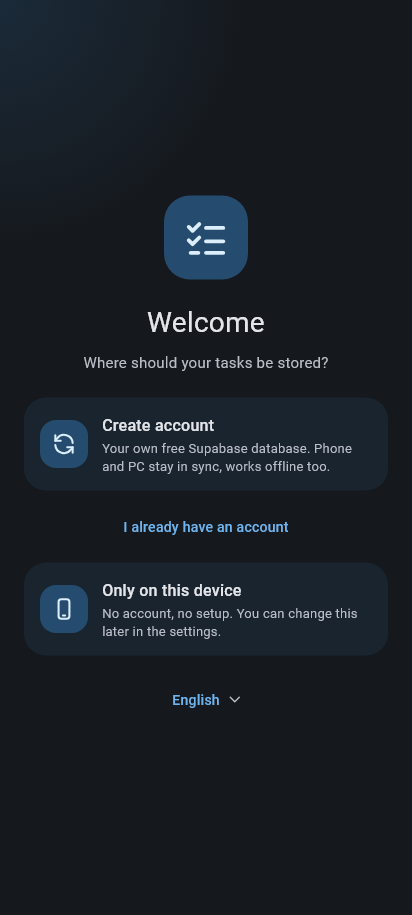 Welcome
Where should your tasks be stored?
Create account
Your own free Supabase database. Phone
and PC stay in sync, works offline too.
I already have an account
Only on this device
No account, no setup. You can change this
later in the settings.
English